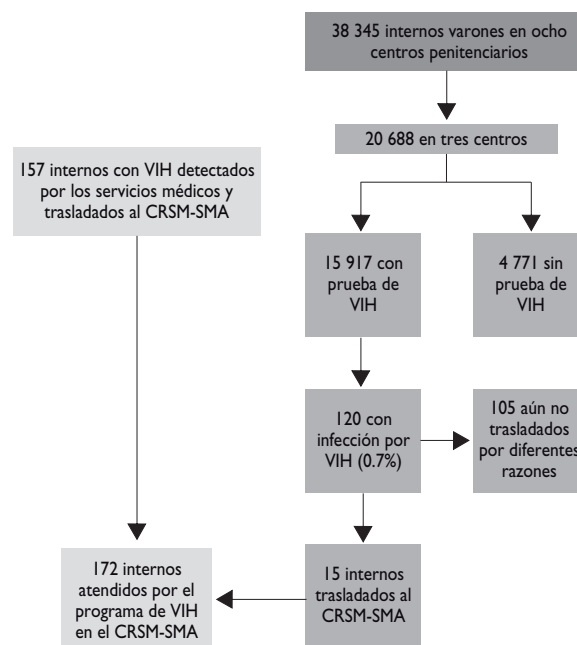 38 345 internos varones en ocho
centros penitenciarios
20 688 en tres centros
157 internos con VIH detectados
por los servicios médicos y
trasladados al CRSM-SMA
15 917 con
prueba de
VIH
4 771 sin
prueba de
VIH
120 con
infección por
VIH (0.7%)
105 aún no
trasladados
por diferentes
razones
172 internos
atendidos por el
programa de VIH
en el CRSM-SMA
15 internos
trasladados al
CRSM-SMA